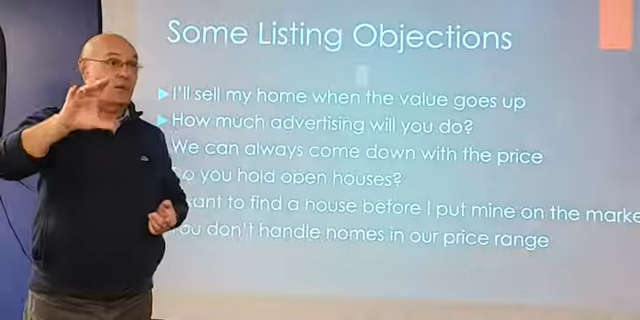 Some Listing Objections
I'll sell my home when the value goes up
How much advertising will you do?
We can always come down with the price
you hold open houses?
to find a house before I put mine on the
don't handle homes in our price range